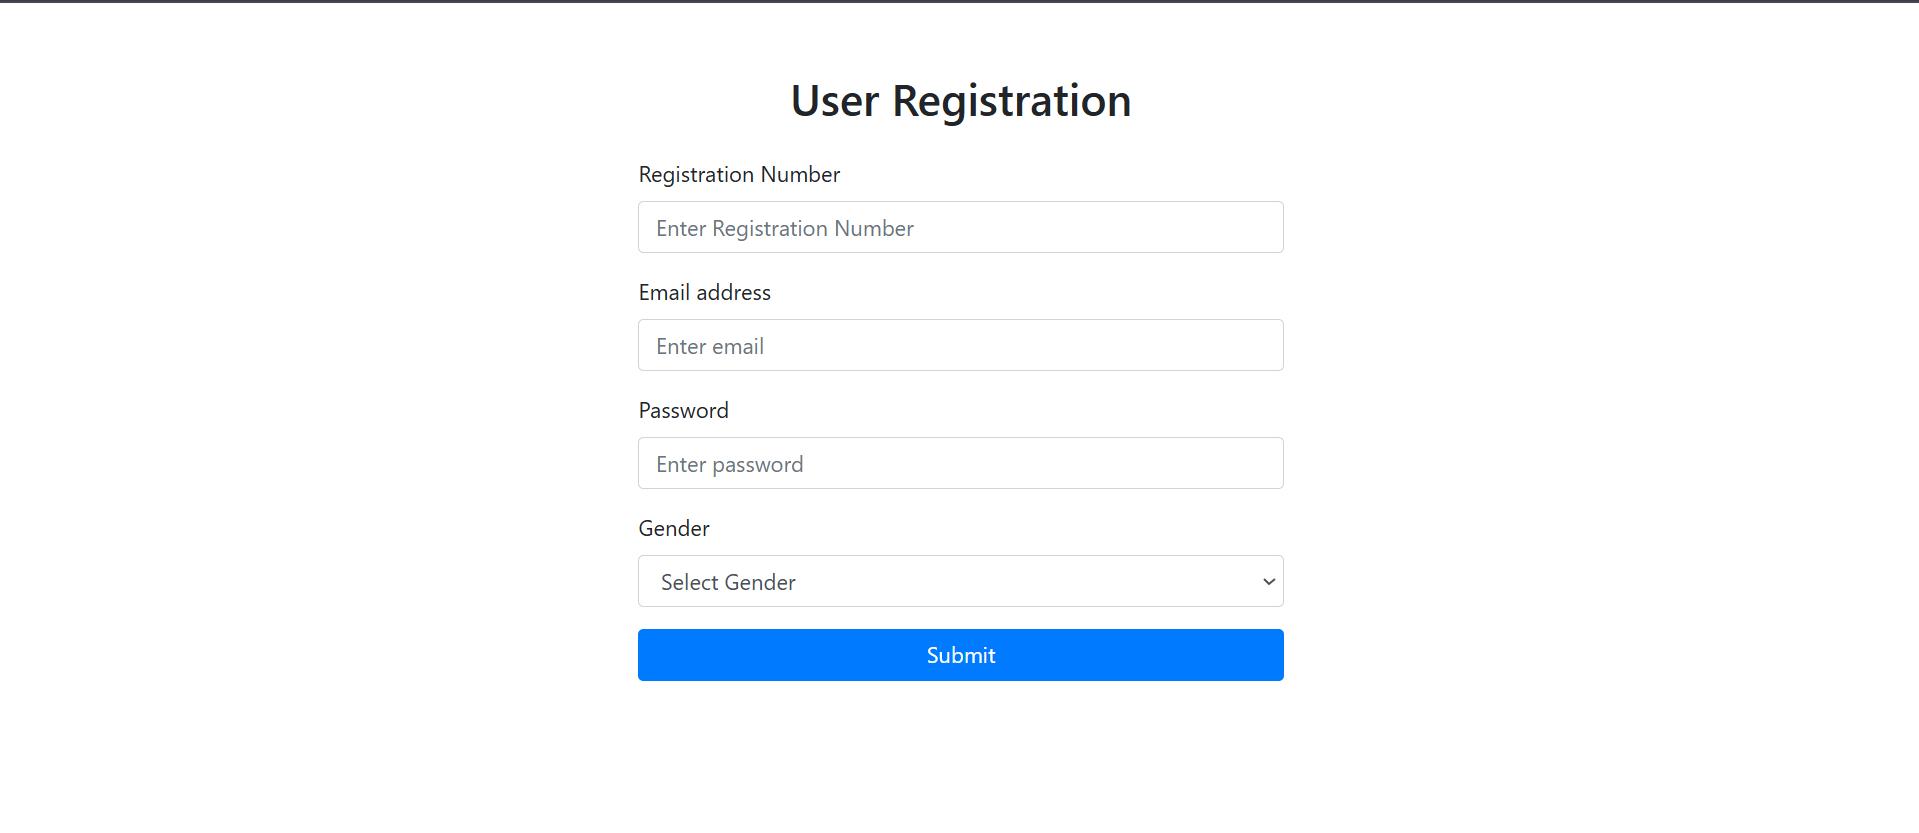 User Registration
Registration Number
Enter Registration Number
Email address
Enter email
Password
Enter password
Gender
Select Gender
Submit